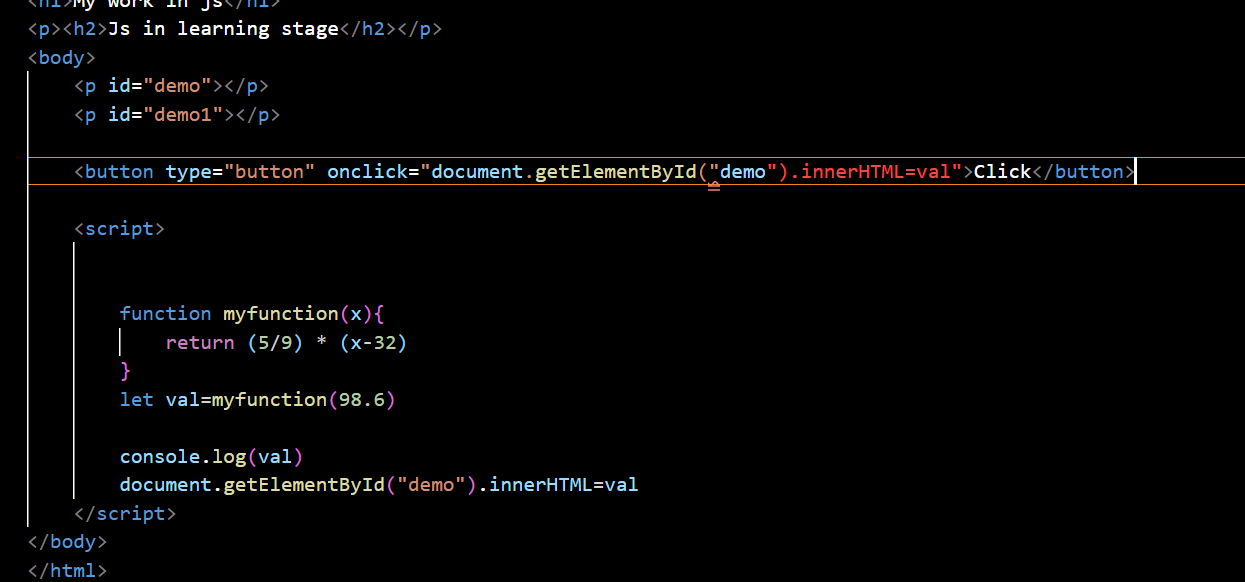 <h1>My work in js</h1>
<p><h2>Js in learning stage</h2></p>
<body>
<p id="demo"></p>
<p id="demo1"></p>
<button type="button" onclick="document.getElementById("demo").innerHTML=val">Click</button>
<script>
function myfunction(x){
return (5/9) * (x-32)
}
let val=myfunction(98.6)
console.log(val)
document.getElementById("demo").innerHTML=val
</script>
</body>
</html>